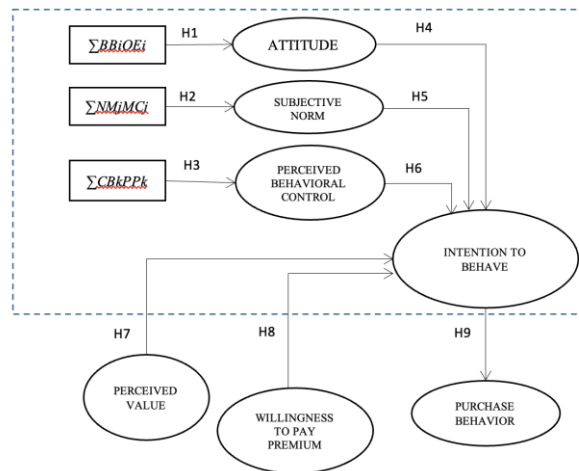 ∑BBiOEi
H1
ATTITUDE
H4
∑NMjMCj
H2
SUBJECTIVE
NORM
H5
∑CBkPPk
H3
PERCEIVED
BEHAVIORAL
CONTROL
H6
INTENTION TO
BEHAVE
H7
H8
H9
PERCEIVED
VALUE
WILLINGNESS
TO PAY
PREMIUM
PURCHASE
BEHAVIOR